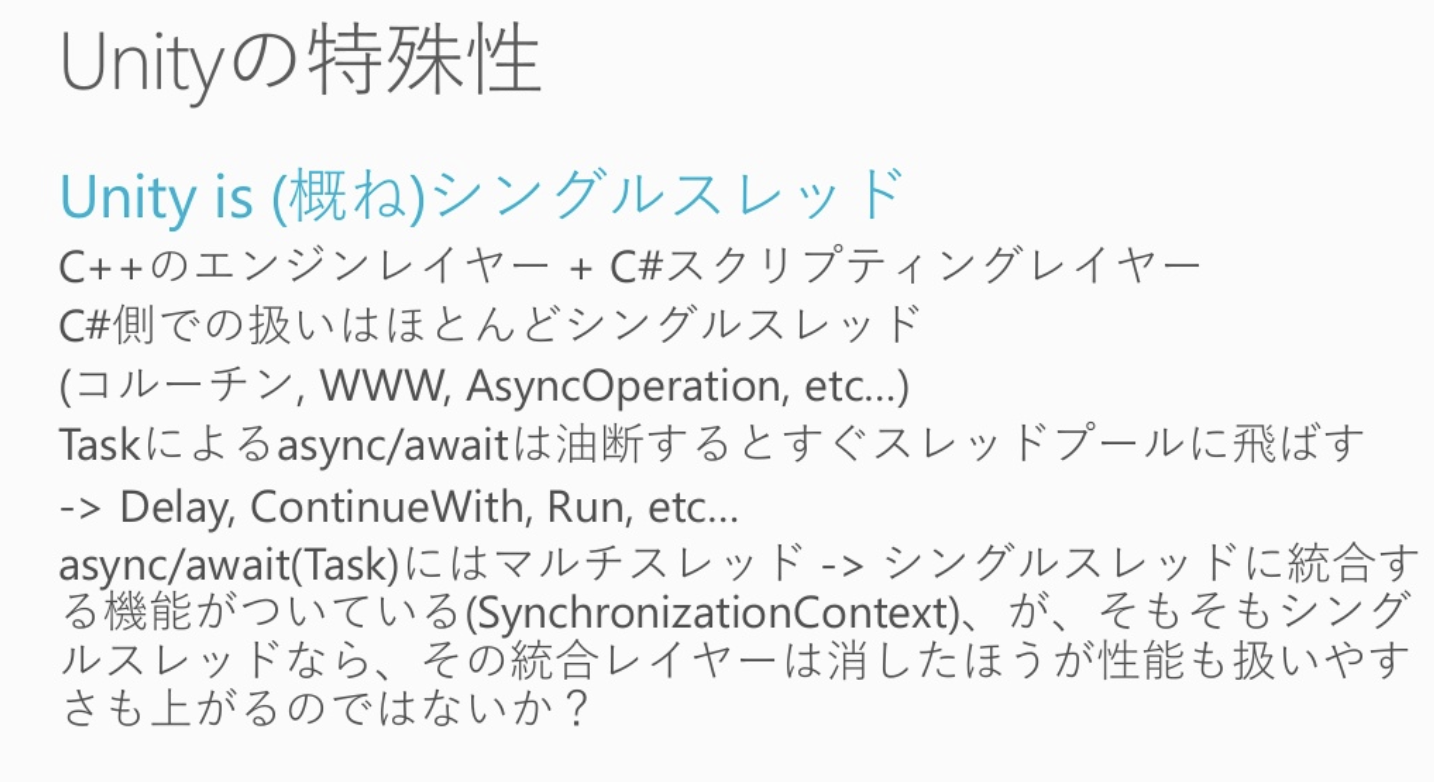 Unityの特殊性
Unity is (概ね)シングルスレッド
C++のエンジンレイヤー + C#スクリプティングレイヤー
C#側での扱いはほとんどシングルスレッド
(コルーチン, WWW, AsyncOperation, etc...)
Taskによるasync/awaitは油断するとすぐスレッドプールに飛ばす
-> Delay, ContinueWith, Run, etc...
async/await(Task)にはマルチスレッド -> シングルスレッドに統合す
る機能がついている(SynchronizationContext)、が、そもそもシング
ルスレッドなら、その統合レイヤーは消したほうが性能も扱いやす
さも上がるのではないか？